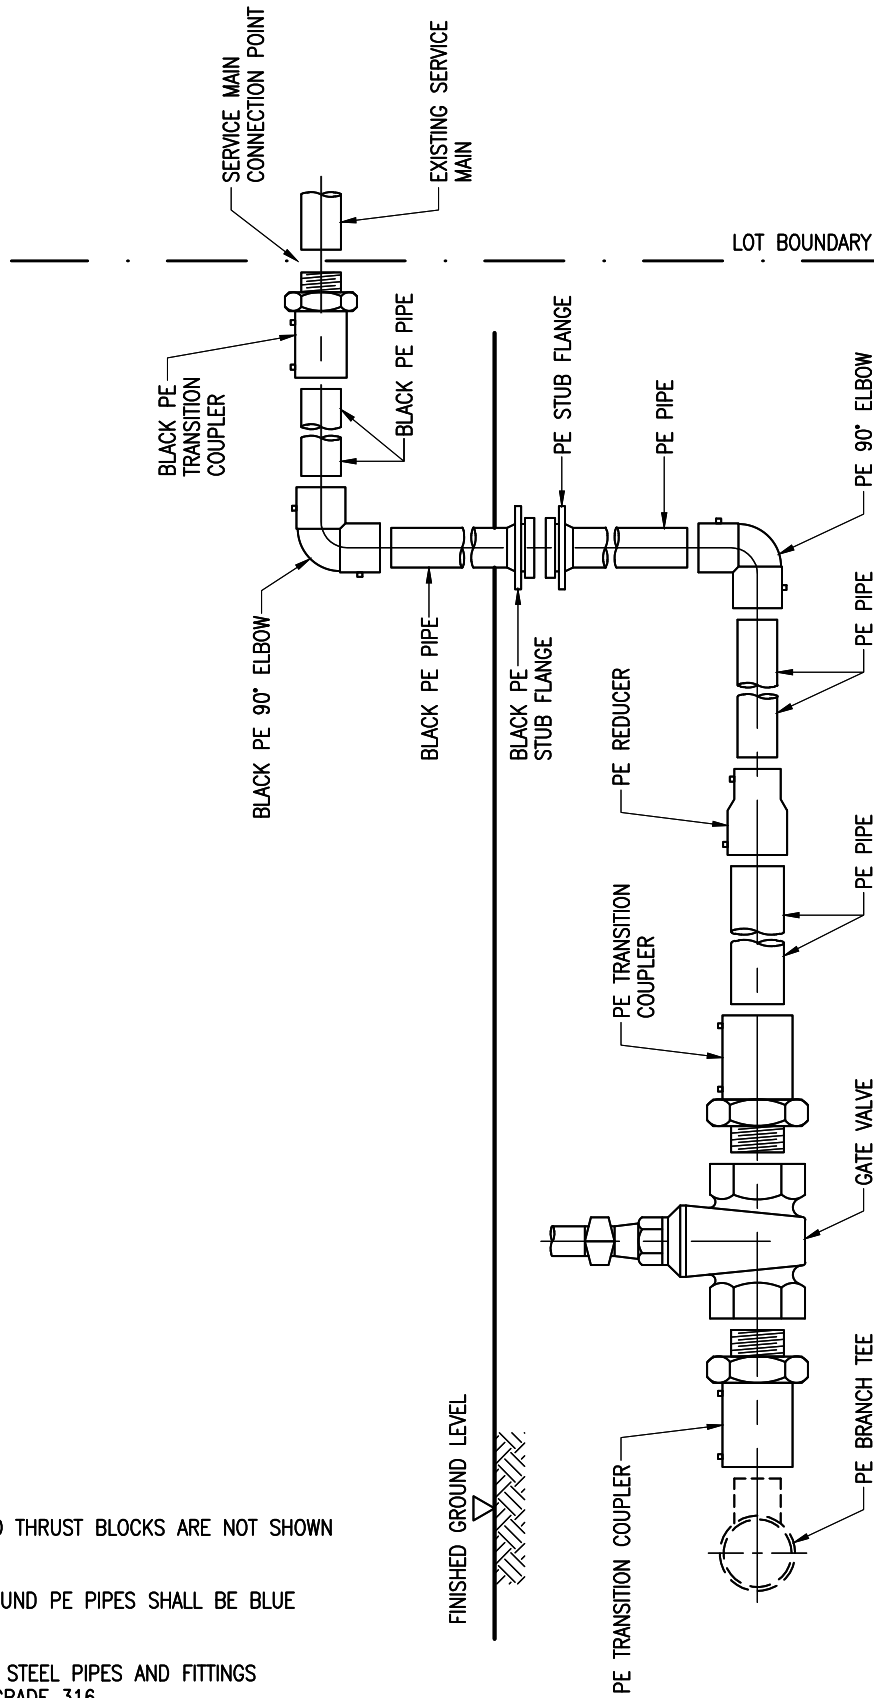 SERVICE MAIN
CONNECTION POINT
EXISTING SERVICE
MAIN
LOT BOUNDARY
BLACK PE
TRANSITION
COUPLER
BLACK PE PIPE
PE STUB FLANGE
PE PIPE
PE 90° ELBOW
BLACK PE 90° ELBOW
BLACK PE PIPE
BLACK PE
STUB FLANGE
PE REDUCER
PE PIPE
PE TRANSITION
COUPLER
PE PIPE
GATE VALVE
FINISHED GROUND LEVEL
PE TRANSITION COUPLER
PE BRANCH TEE
THRUST BLOCKS ARE NOT SHOWN
PE PIPES SHALL BE BLUE
STEEL PIPES AND FITTINGS
GRADE 316